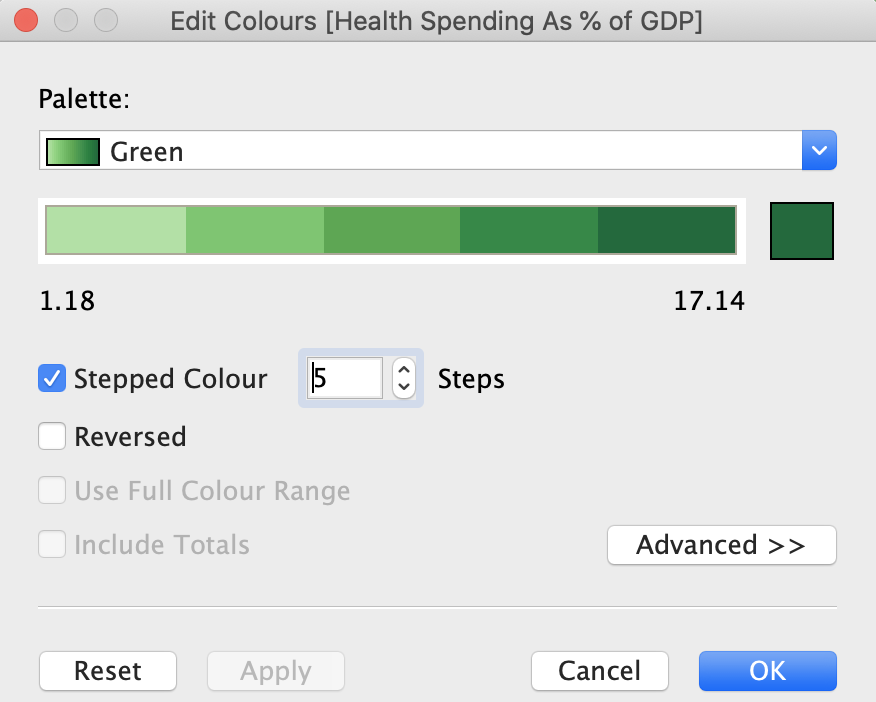 Edit Colours [Health Spending As % of GDP]
Palette:
Green
1.18 17.14
Stepped Colour 5 Steps
Reversed
Use Full Colour Range
Include Totals Advanced >>
Reset Apply Cancel OK